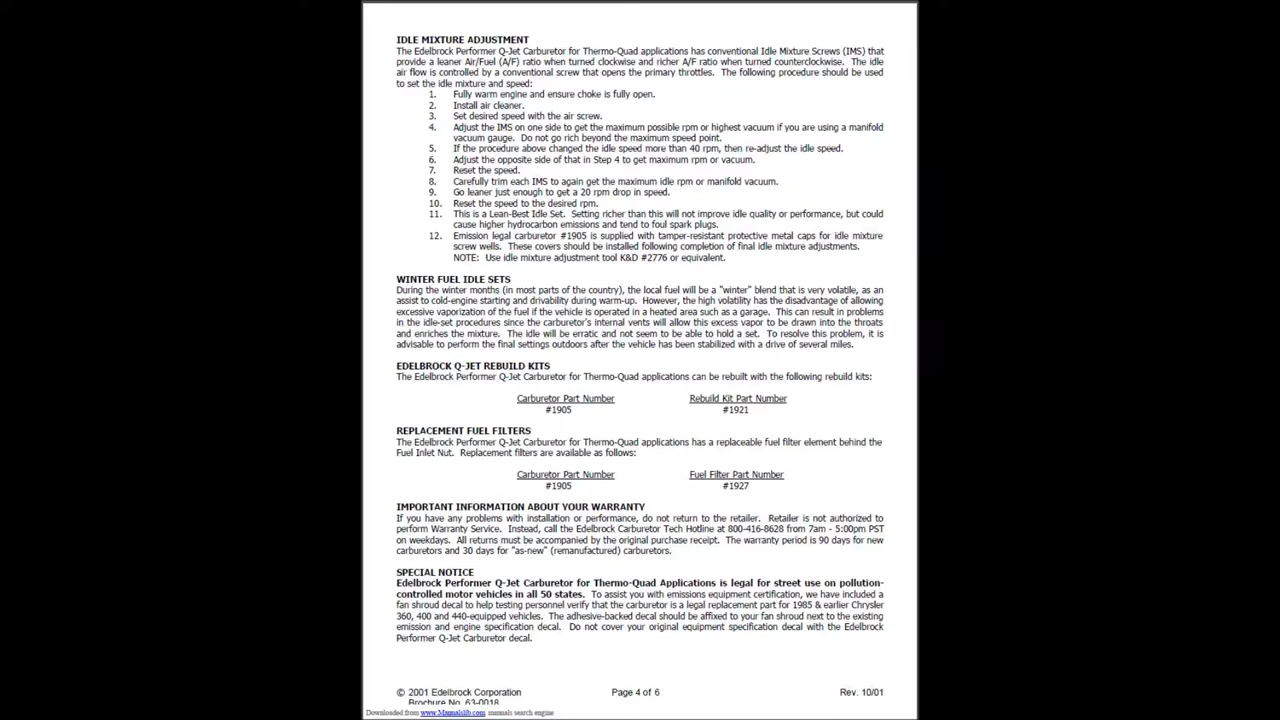 IDLE MIXTURE ADJUSTMENT
The Edelbrock Performer Q-Jet Carburetor for Thermo-Quad applications has conventional Idle Mixture Screws (IMS) that
provide a leaner Air/Fuel (A/F) ratio when turned clockwise and richer A/F ratio when turned counterclockwise. The idle
air flow is controlled by a conventional screw that opens the primary throttles. The following procedure should be used
to set the idle mixture and speed:
1. Fully warm engine and ensure choke is fully open.
2. Install air cleaner.
3. Set desired speed with the air screw.
4. Adjust the IMS on one side to get the maximum possible rpm or highest vacuum if you are using a manifold
vacuum gauge. Do not go rich beyond the maximum speed point.
5. If the procedure above changed the idle speed more than 40 rpm, then re-adjust the idle speed.
6. Adjust the opposite side of that in Step 4 to get maximum rpm or vacuum.
7. Reset the speed.
8. Carefully trim each IMS to again get the maximum idle rpm or manifold vacuum.
9. Go leaner just enough to get a 20 rpm drop in speed.
10. Reset the speed to the desired rpm.
11. This is a Lean-Best Idle Set. Setting richer than this will not improve idle quality or performance, but could
cause higher hydrocarbon emissions and tend to foul spark plugs.
12. Emission legal carburetor #1905 is supplied with tamper-resistant protective metal caps for idle mixture
screw wells. These covers should be installed following completion of final idle mixture adjustments.
NOTE: Use idle mixture adjustment tool K&D #2776 or equivalent.
WINTER FUEL IDLE SETS
During the winter months (in most parts of the country), the local fuel will be a "winter" blend that is very volatile, as an
assist to cold-engine starting and drivability during warm-up. However, the high volatility has the disadvantage of allowing
excessive vaporization of the fuel if the vehicle is operated in a heated area such as a garage. This can result in problems
in the idle-set procedures since the carburetor's internal vents will allow this excess vapor to be drawn into the throats
and enriches the mixture. The idle will be erratic and not seem to be able to hold a set. To resolve this problem, it is
advisable to perform the final settings outdoors after the vehicle has been stabilized with a drive of several miles.
EDELBROCK Q-JET REBUILD KITS
The Edelbrock Performer Q-Jet Carburetor for Thermo-Quad applications can be rebuilt with the following rebuild kits:
Carburetor Part Number Rebuild Kit Part Number
#1905 #1921
REPLACEMENT FUEL FILTERS
The Edelbrock Performer Q-Jet Carburetor for Thermo-Quad applications has a replaceable fuel filter element behind the
Fuel Inlet Nut. Replacement filters are available as follows:
Carburetor Part Number Fuel Filter Part Number
#1905 #1927
IMPORTANT INFORMATION ABOUT YOUR WARRANTY
If you have any problems with installation or performance, do not return to the retailer. Retailer is not authorized to
perform Warranty Service. Instead, call the Edelbrock Carburetor Tech Hotline at 800-416-8628 from 7am - 5:00pm PST
on weekdays. All returns must be accompanied by the original purchase receipt. The warranty period is 90 days for new
carburetors and 30 days for "as-new" (remanufactured) carburetors.
SPECIAL NOTICE
Edelbrock Performer Q-Jet Carburetor for Thermo-Quad Applications is legal for street use on pollution-
controlled motor vehicles in all 50 states. To assist you with emissions equipment certification, we have included a
fan shroud decal to help testing personnel verify that the carburetor is a legal replacement part for 1985 & earlier Chrysler
360, 400 and 440-equipped vehicles. The adhesive-backed decal should be affixed to your fan shroud next to the existing
emission and engine specification decal. Do not cover your original equipment specification decal with the Edelbrock
Performer Q-Jet Carburetor decal.
© 2001 Edelbrock Corporation Page 4 of 6 Rev. 10/01
Brochure No. 63-0018
Downloaded from www.Manualslib.com manuals search engine